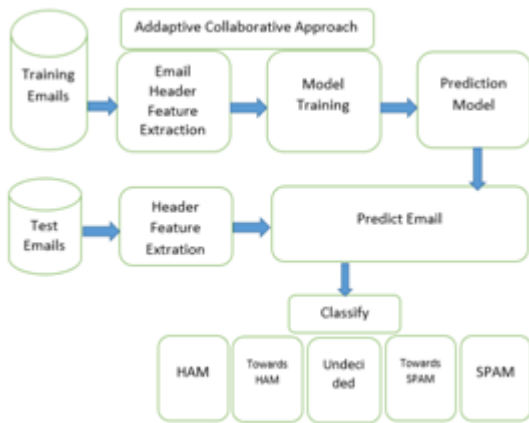 Addaptive Collaborative Approach
Training
Emails
Email
Header
Feature
Extraction
Model
Training
Prediction
Model
Test
Emails
Header
Feature
Extration
Predict Email
Classify
HAM
Towards
HAM
Undeci
ded
Towards
SPAM
SPAM